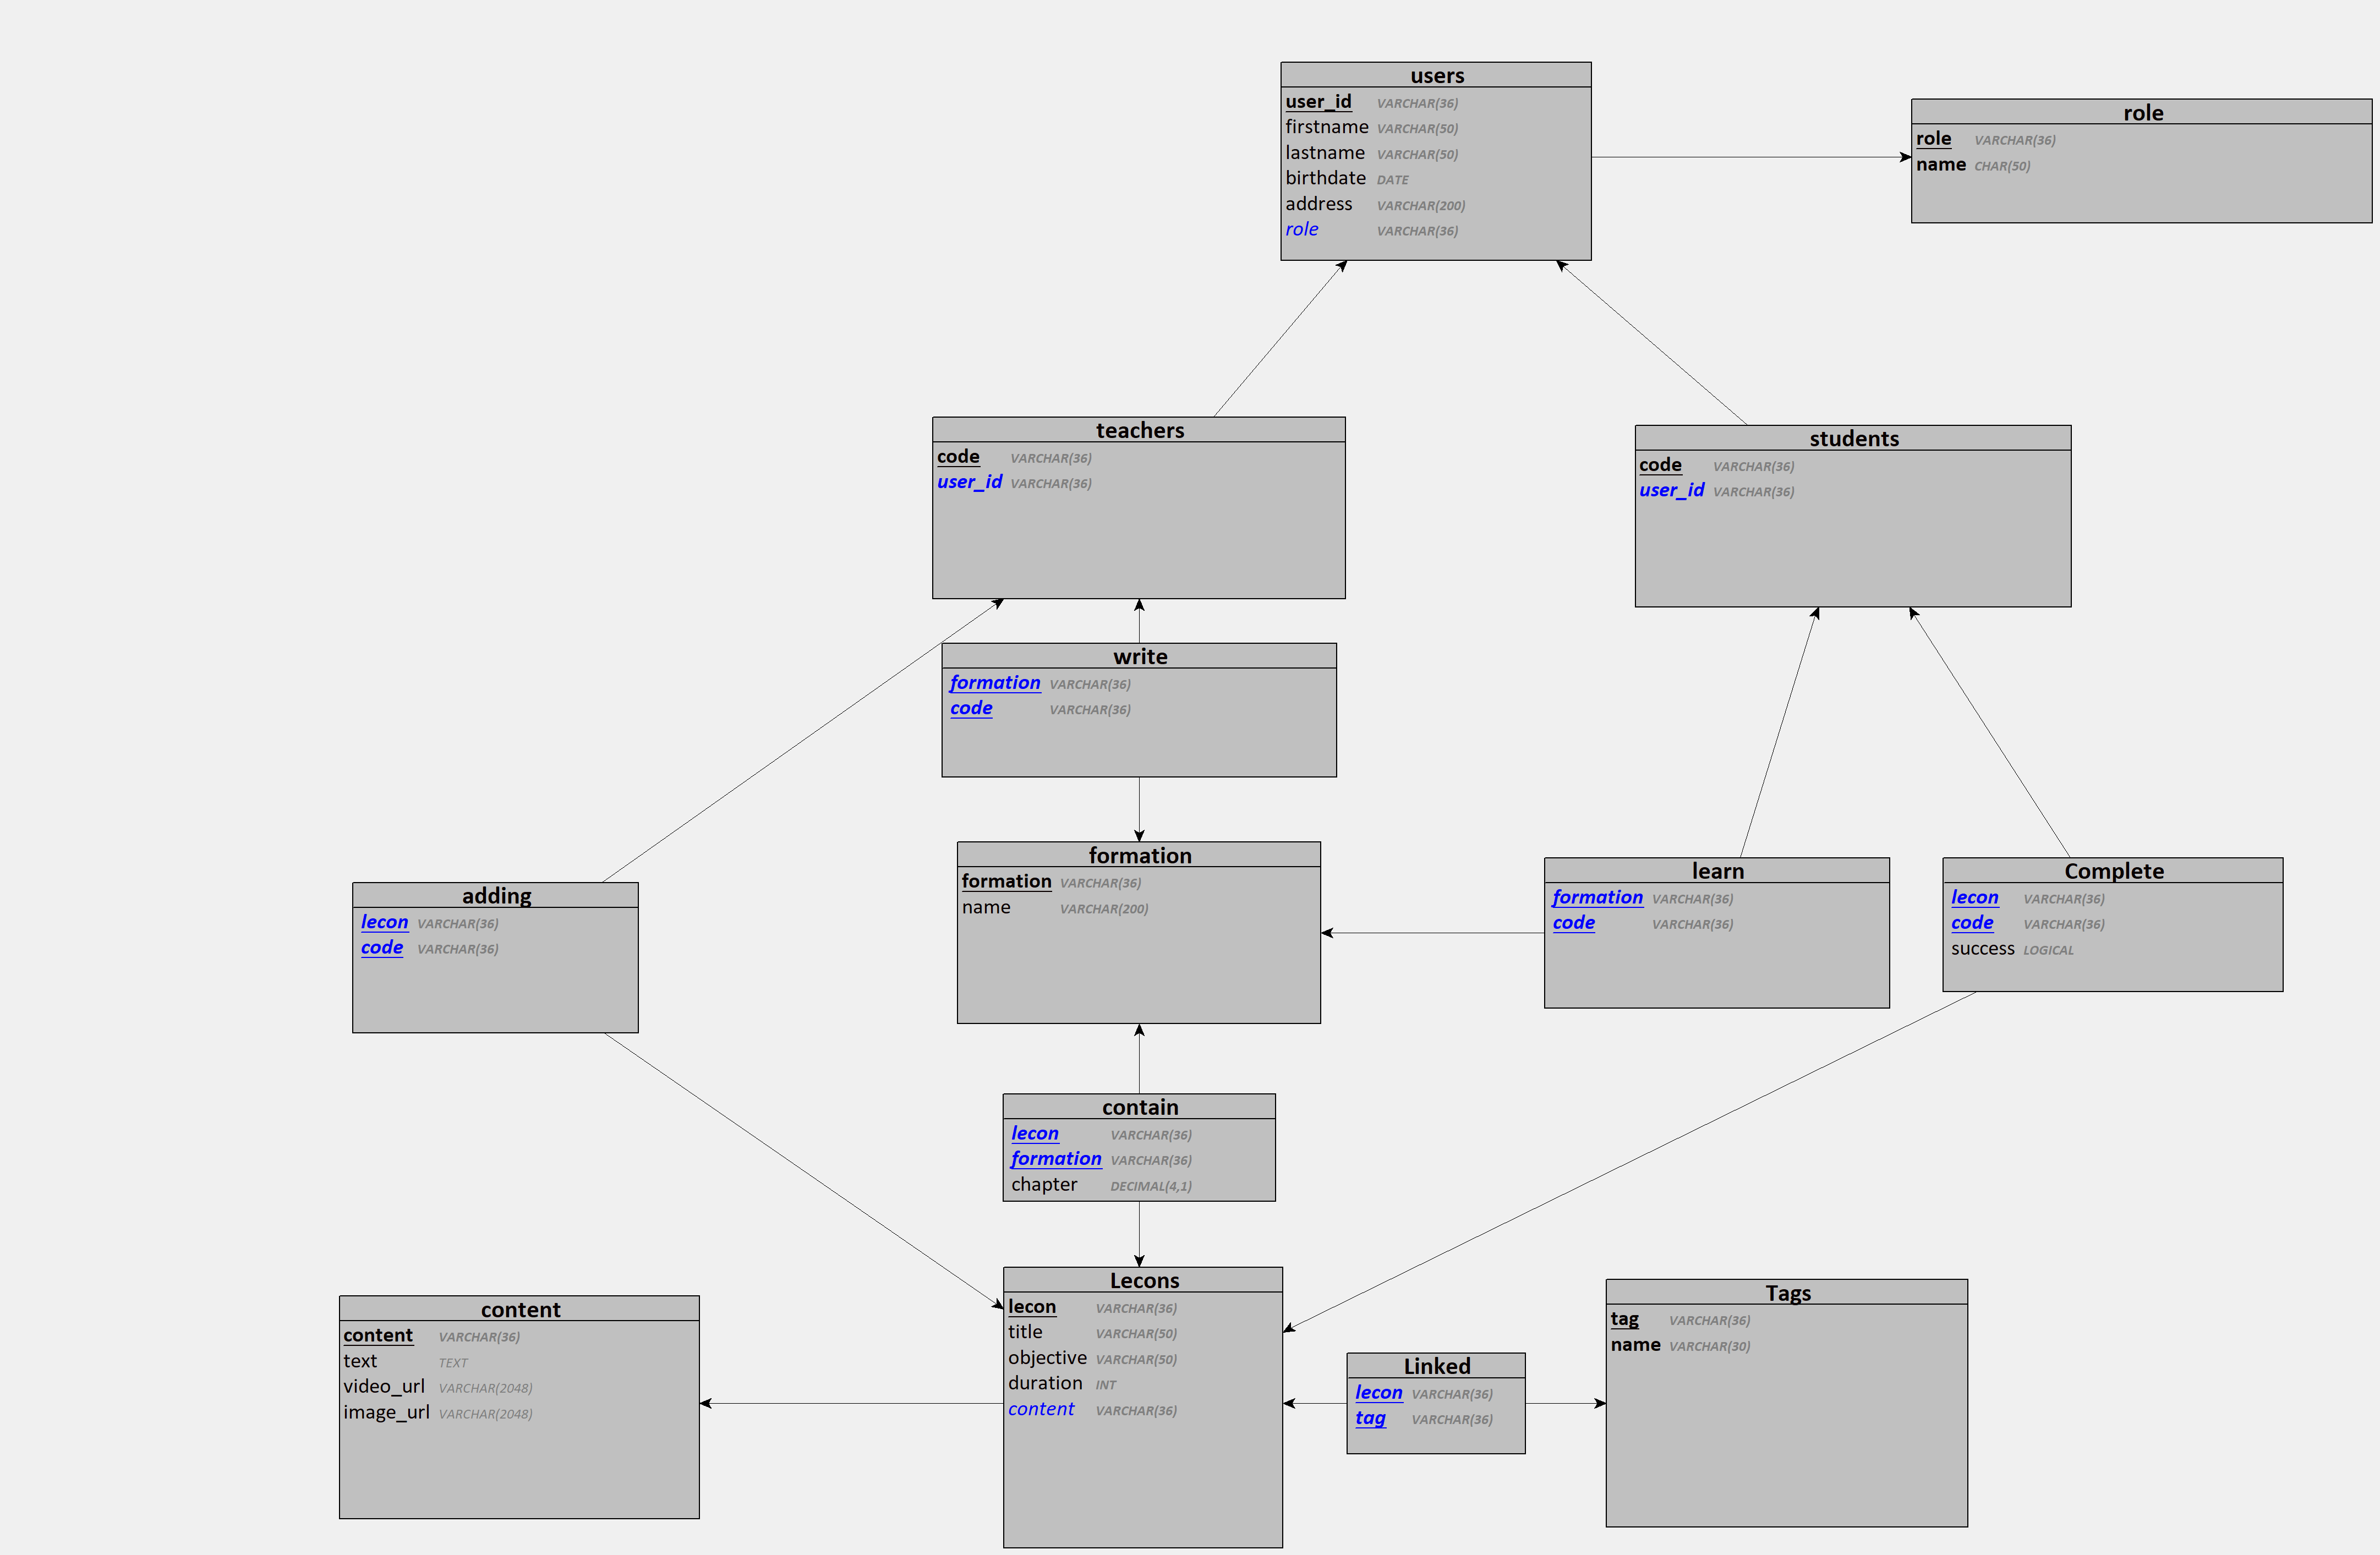 users
user_id VARCHAR(36)
firstname VARCHAR(50)
lastname VARCHAR(50)
birthdate DATE
address VARCHAR(200)
role VARCHAR(36)
role
role VARCHAR(36)
name CHAR(50)
teachers
code VARCHAR(36)
user_id VARCHAR(36)
students
code VARCHAR(36)
user_id VARCHAR(36)
write
formation VARCHAR(36)
code VARCHAR(36)
formation
formation VARCHAR(36)
name VARCHAR(200)
learn
formation VARCHAR(36)
code VARCHAR(36)
Complete
lecon VARCHAR(36)
code VARCHAR(36)
success LOGICAL
adding
lecon VARCHAR(36)
code VARCHAR(36)
contain
lecon VARCHAR(36)
formation VARCHAR(36)
chapter DECIMAL(4,1)
content
content VARCHAR(36)
text TEXT
video_url VARCHAR(2048)
image_url VARCHAR(2048)
Lecons
lecon VARCHAR(36)
title VARCHAR(50)
objective VARCHAR(50)
duration INT
content VARCHAR(36)
Linked
lecon VARCHAR(36)
tag VARCHAR(36)
Tags
tag VARCHAR(36)
name VARCHAR(30)